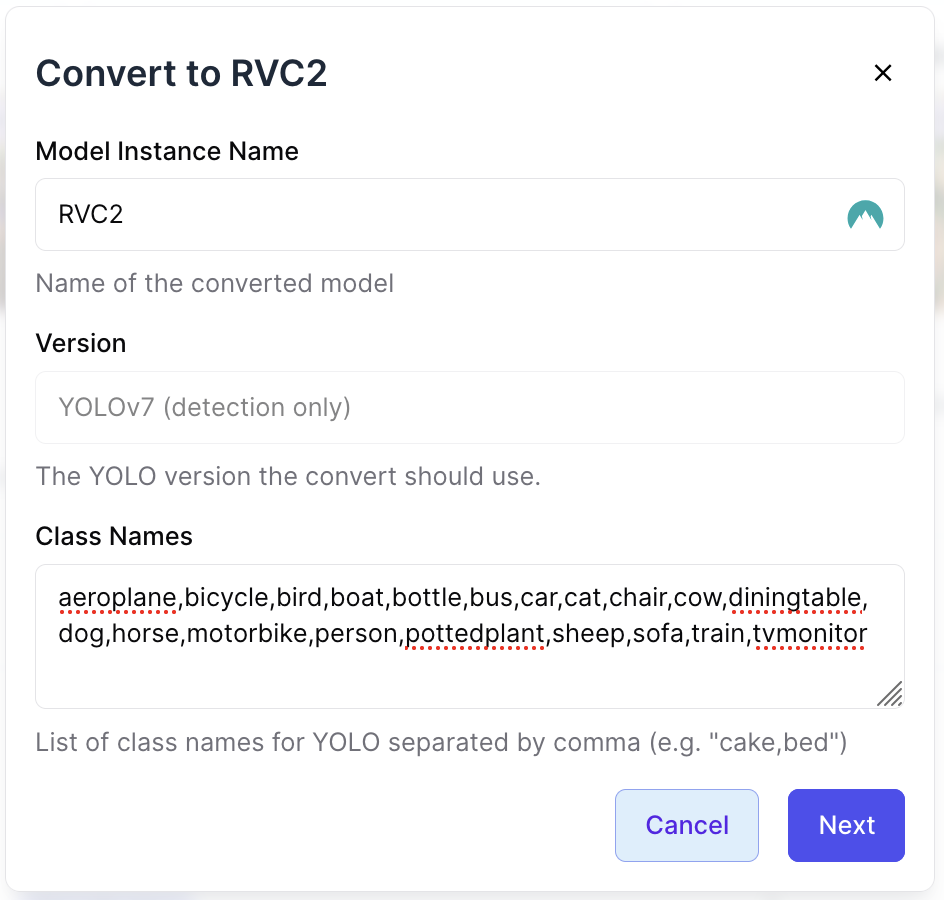 Convert to RVC2
Model Instance Name
RVC2
Name of the converted model
Version
YOLOv7 (detection only)
The YOLO version the convert should use.
Class Names
aeroplane,bicycle,bird,boat,bottle,bus,car,cat,chair,cow,diningtable,
dog,horse,motorbike,person,pottedplant,sheep,sofa,train,tvmonitor
List of class names for YOLO separated by comma (e.g. "cake,bed")
Cancel
Next